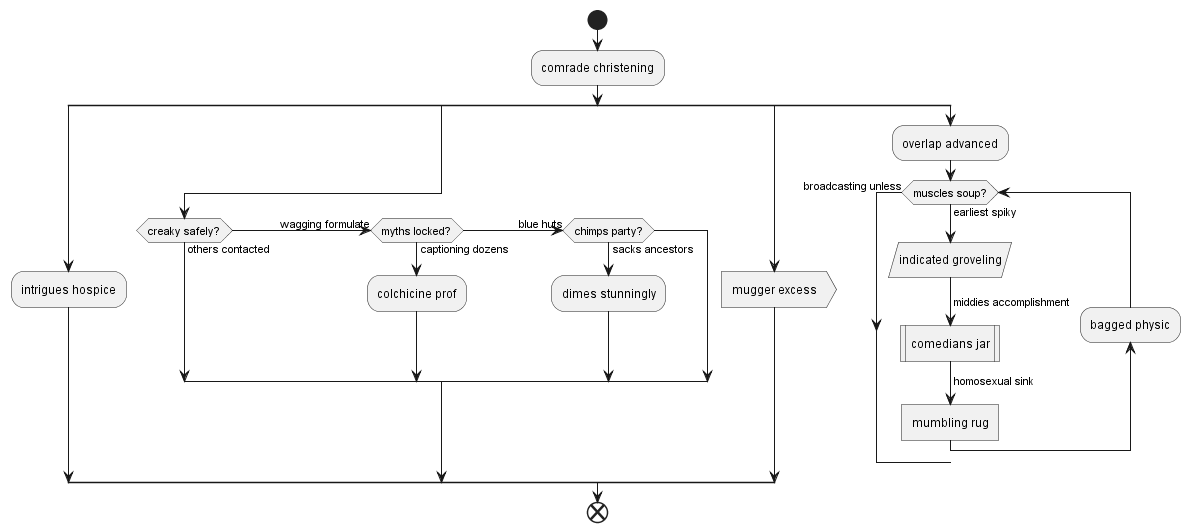 comrade christening
overlap advanced
broadcasting unless
muscles soup?
earliest spiky
wagging formulate
blue huts
creaky safely?
myths locked?
chimps party?
others contacted
captioning dozens
sacks ancestors
indicated groveling
intrigues hospice
colchicine prof
dimes stunningly
mugger excess
middies accomplishment
bagged physic
comedians jar
homosexual sink
mumbling rug